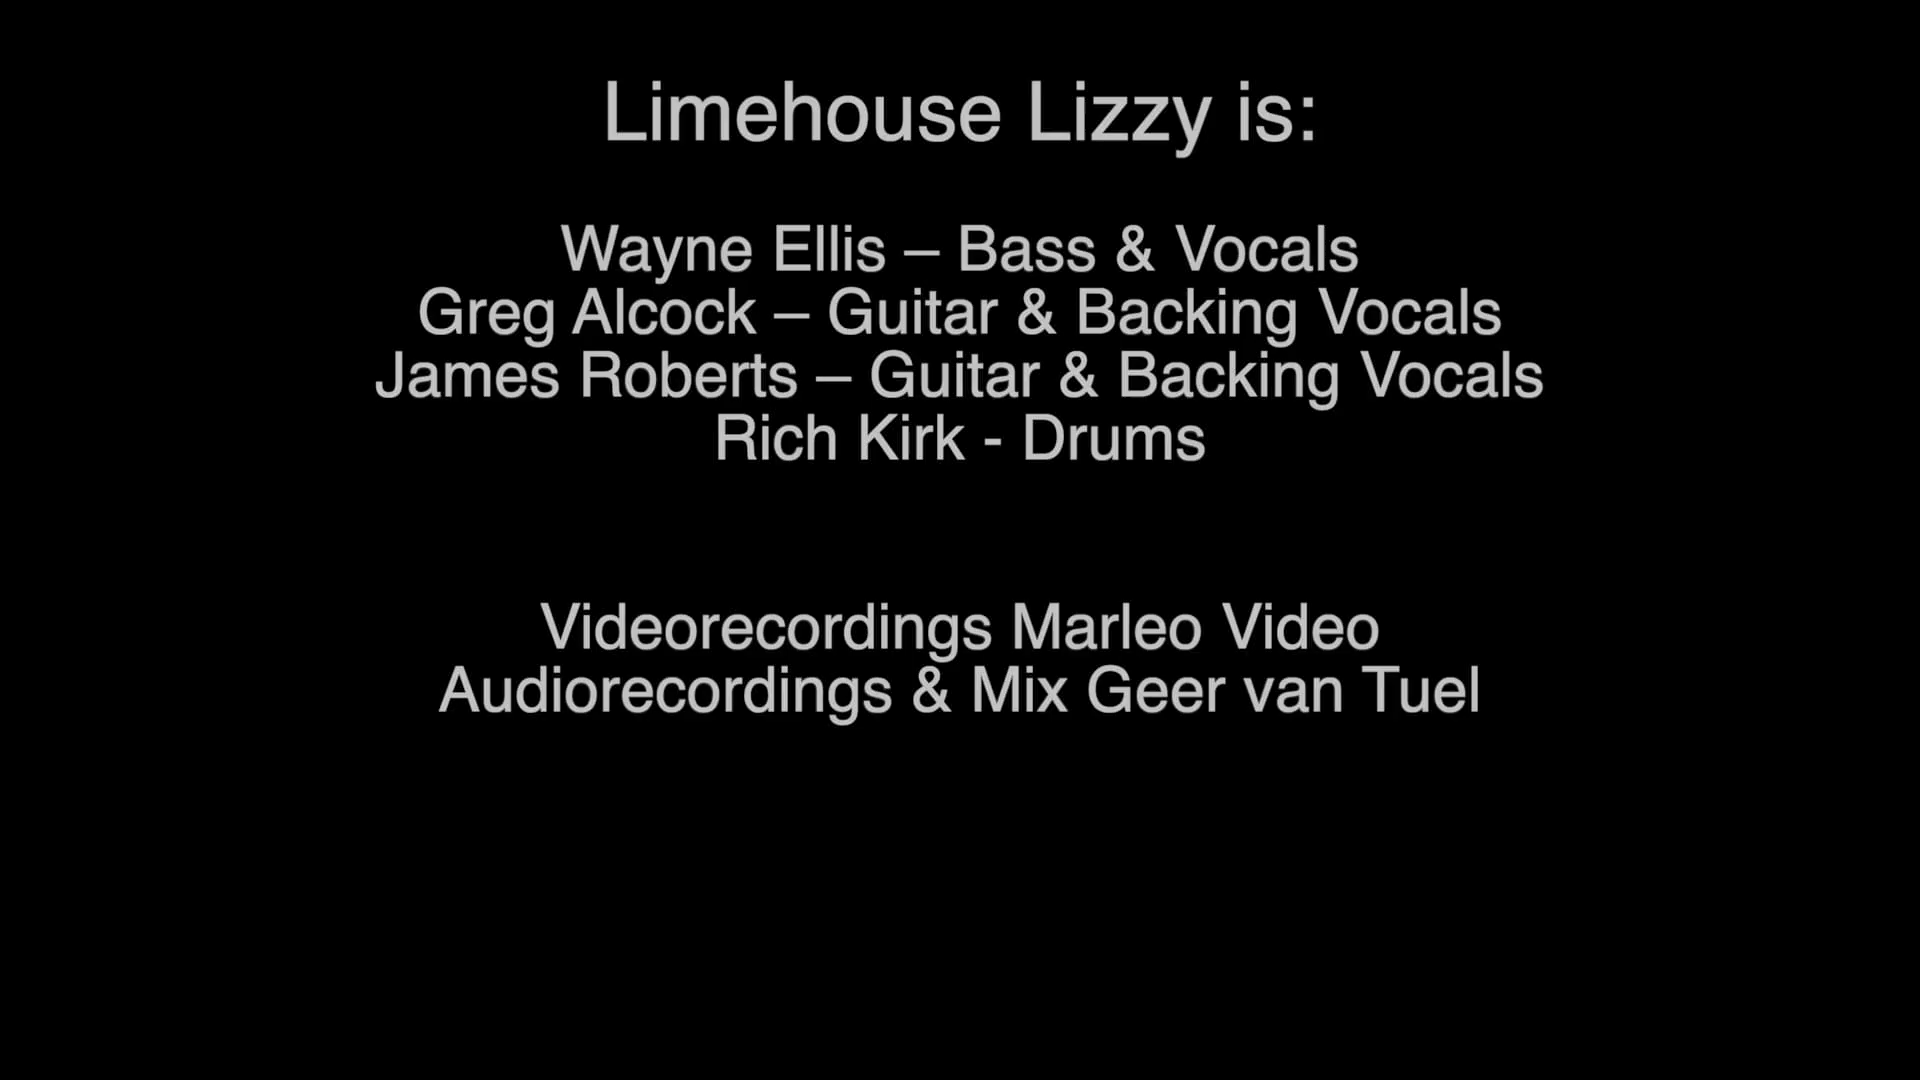 Limehouse Lizzy is:
Wayne Ellis – Bass & Vocals
Greg Alcock – Guitar & Backing Vocals
James Roberts – Guitar & Backing Vocals
Rich Kirk - Drums
Videorecordings Marleo Video
Audiorecordings & Mix Geer van Tuel